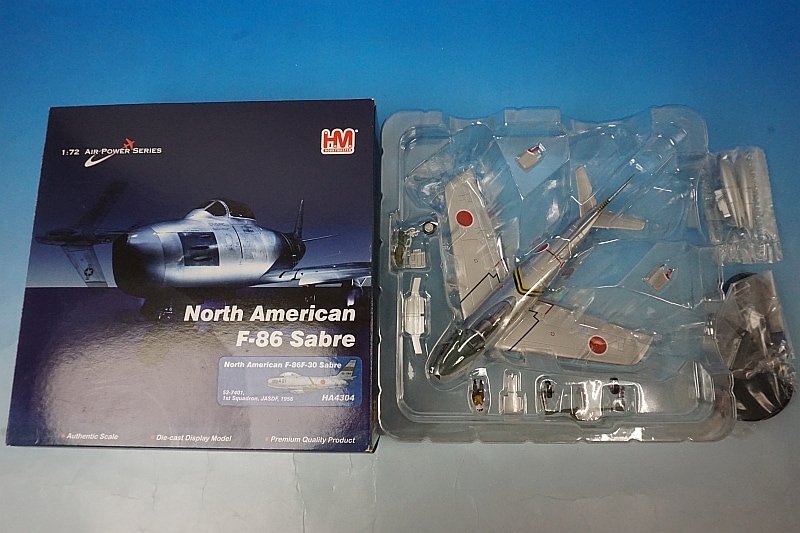 1:72 AIR POWER SERIES
HM
HOBBYMASTER
North American
F-86 Sabre
North American F-86F-30 Sabre
52-7401,
1st Squadron, JASDF, 1956
HA4304
Authentic Scale
Die-cast Display Model
Premium Quality Product